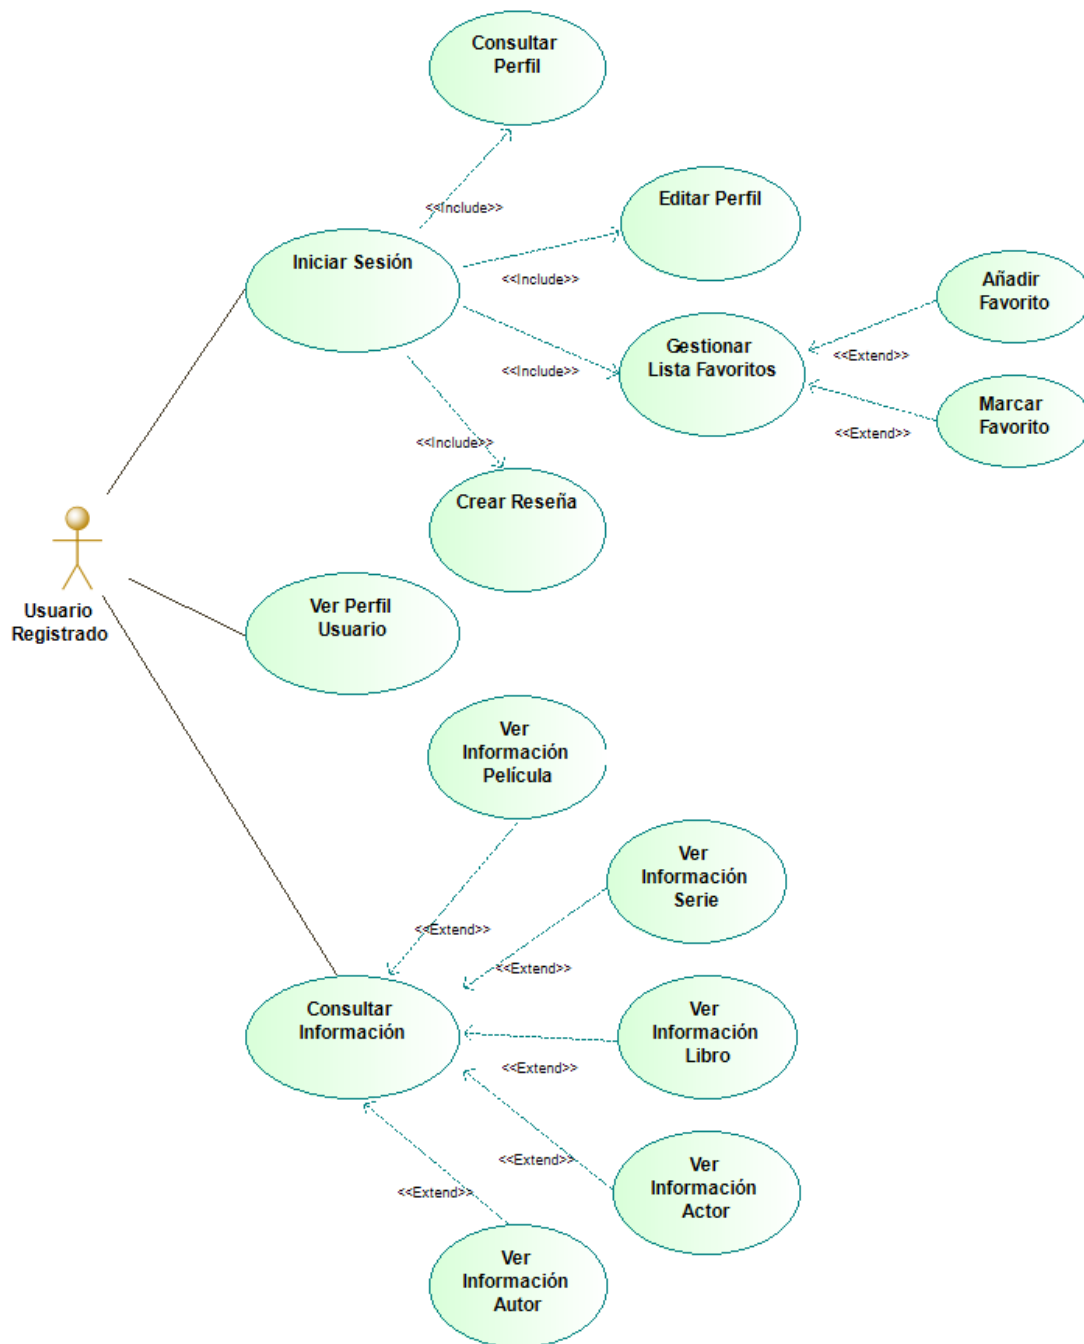 Consultar
Perfil
Editar Perfil
<<Include>>
Iniciar Sesión
<<Include>>
Añadir
Favorito
Gestionar
Lista Favoritos
<<Extend>>
<<Include>>
Marcar
Favorito
<<Extend>>
<<Include>>
Crear Reseña
Usuario
Registrado
Ver Perfil
Usuario
Ver
Información
Película
Ver
Información
Serie
<<Extend>>
<<Extend>>
Consultar
Información
Ver
Información
Libro
<<Extend>>
<<Extend>>
Ver
Información
Actor
<<Extend>>
Ver
Información
Autor